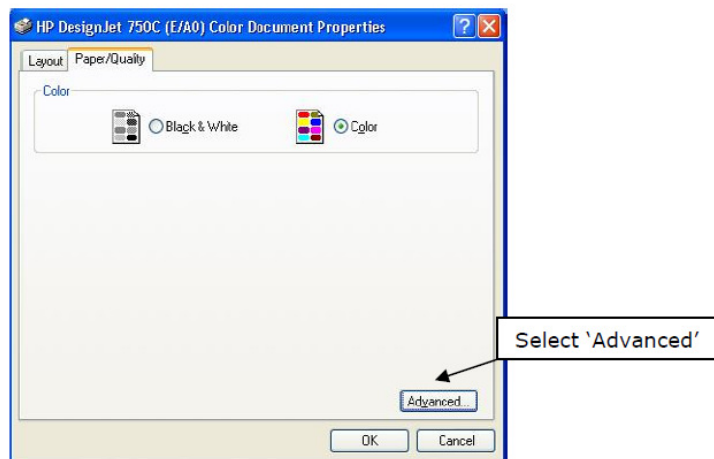 HP DesignJet 750C (E/A0) Color Document Properties
Layout
Paper/Quality
Color
Black & White
Color
Select ‘Advanced’
Advanced...
OK
Cancel